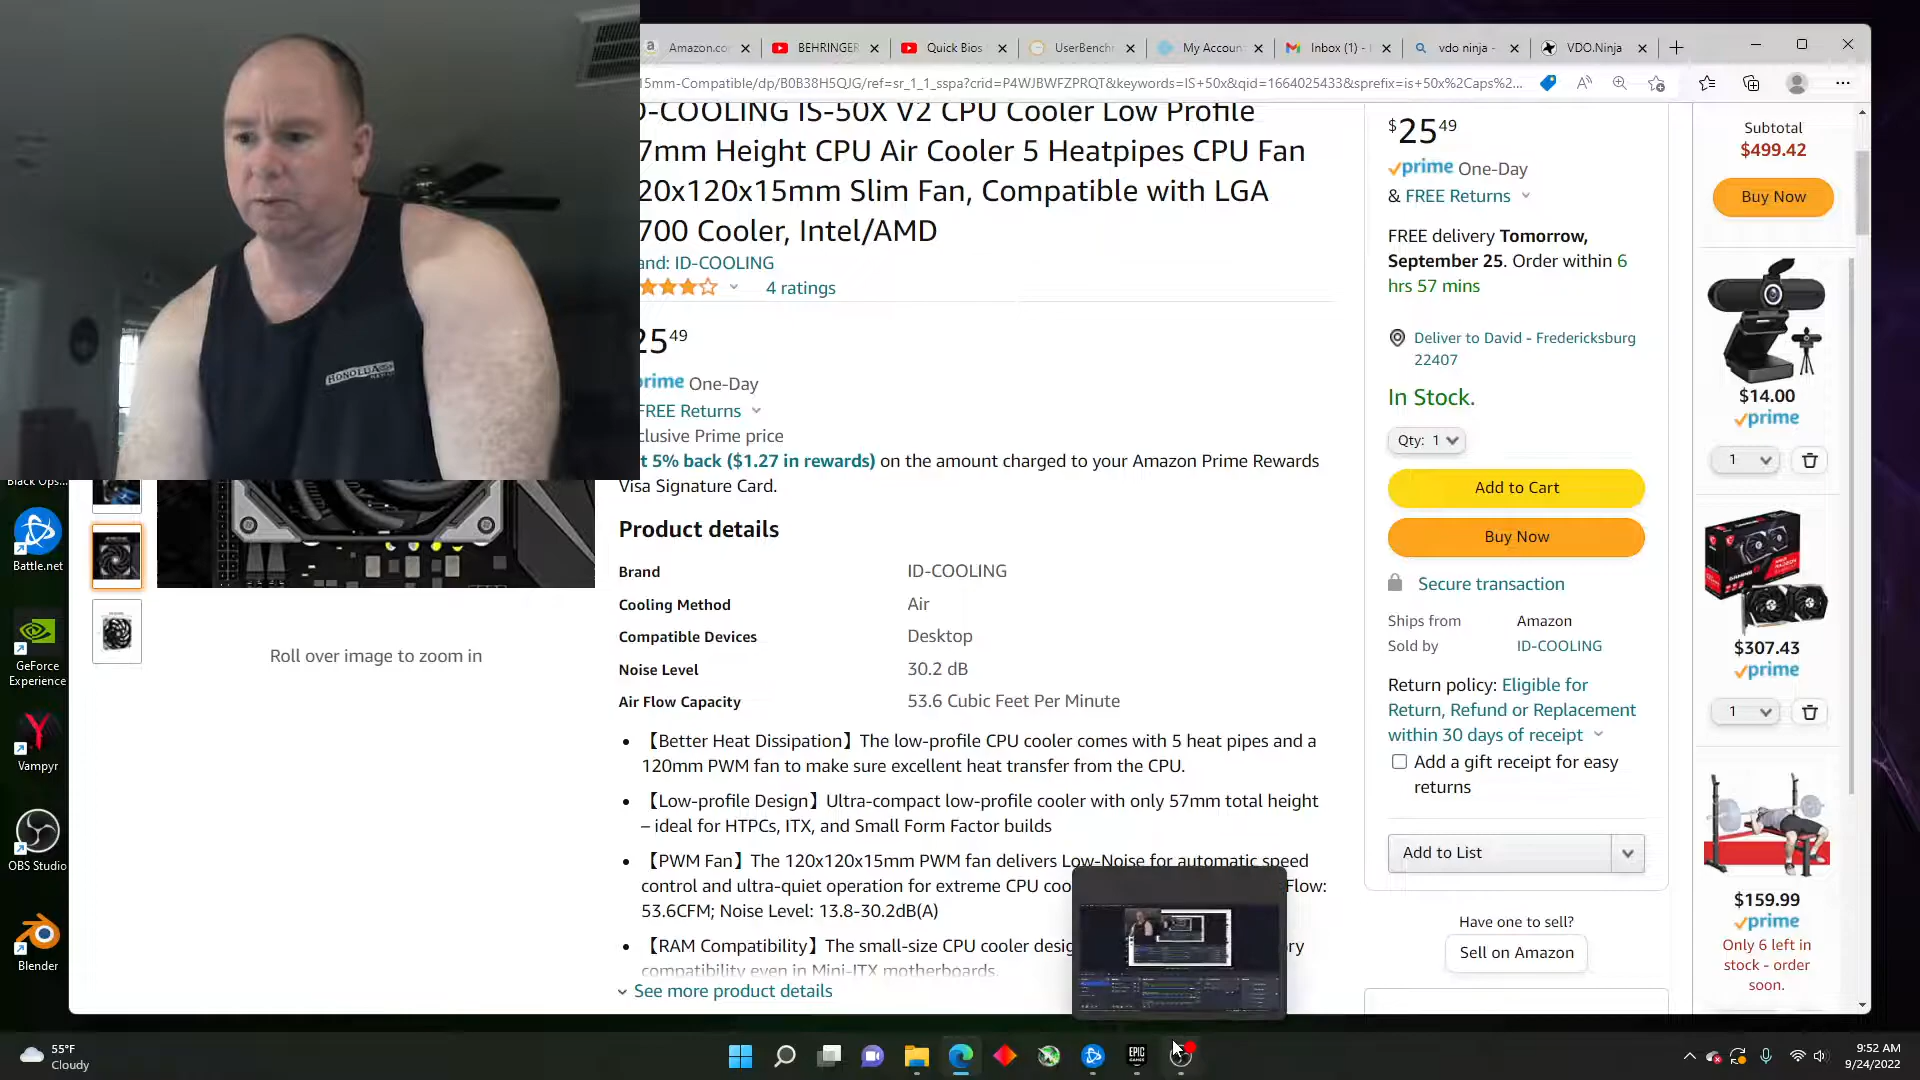 Amazon.co
BEHRINGER
Quick Bios
UserBench
My Accoun
Inbox (1) -
vdo ninja -
VDO.Ninja
15mm-Compatible/dp/B0B38H5QJG/ref=sr_1_1_sspa?crid=P4WJBWFZPRQT&keywords=IS+50x&qid=1664025433&sprefix=is+50x%2Caps%2...
D-COOLING IS-50X V2 CPU Cooler Low Profile
7mm Height CPU Air Cooler 5 Heatpipes CPU Fan
20x120x15mm Slim Fan, Compatible with LGA
700 Cooler, Intel/AMD
and: ID-COOLING
4 ratings
25 49
prime One-Day
FREE Returns
clusive Prime price
t 5% back ($1.27 in rewards) on the amount charged to your Amazon Prime Rewards
Visa Signature Card.
Product details
Brand ID-COOLING
Cooling Method Air
Compatible Devices Desktop
Noise Level 30.2 dB
Air Flow Capacity 53.6 Cubic Feet Per Minute
• 【Better Heat Dissipation】The low-profile CPU cooler comes with 5 heat pipes and a
120mm PWM fan to make sure excellent heat transfer from the CPU.
• 【Low-profile Design】Ultra-compact low-profile cooler with only 57mm total height
– ideal for HTPCs, ITX, and Small Form Factor builds
• 【PWM Fan】The 120x120x15mm PWM fan delivers Low-Noise for automatic speed
control and ultra-quiet operation for extreme CPU coo Flow:
53.6CFM; Noise Level: 13.8-30.2dB(A)
• 【RAM Compatibility】The small-size CPU cooler desig ry
compatibility even in Mini-ITX motherboards.
See more product details
Roll over image to zoom in
$25 49
prime One-Day
& FREE Returns
FREE delivery Tomorrow,
September 25. Order within 6
hrs 57 mins
Deliver to David - Fredericksburg
22407
In Stock.
Qty: 1
Add to Cart
Buy Now
Secure transaction
Ships from Amazon
Sold by ID-COOLING
Return policy: Eligible for
Return, Refund or Replacement
within 30 days of receipt
Add a gift receipt for easy
returns
Add to List
Have one to sell?
Sell on Amazon
Subtotal
$499.42
Buy Now
$14.00
prime
1
$307.43
prime
1
$159.99
prime
Only 6 left in
stock - order
soon.
HONOLUA
Black Ops...
Battle.net
GeForce
Experience
Vampyr
OBS Studio
Blender
55°F
Cloudy
EPIC
GAMES
9:52 AM
9/24/2022